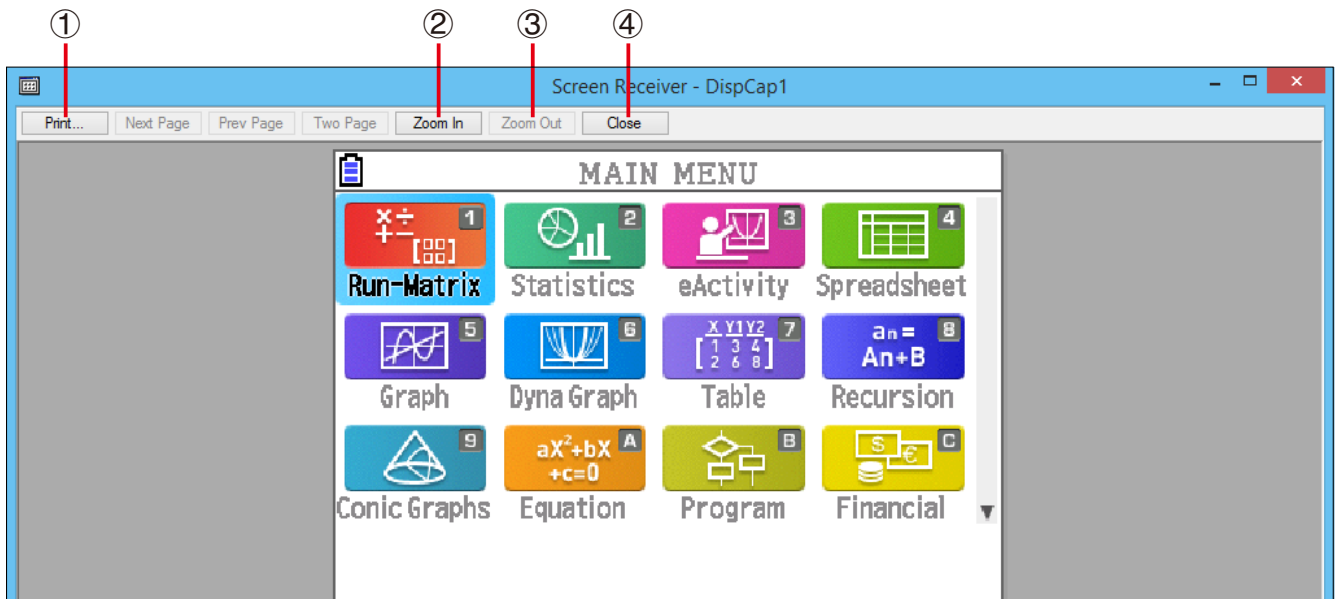 ① ② ③ ④
Screen Receiver - DispCap1
Print... Next Page Prev Page Two Page Zoom In Zoom Out Close
MAIN MENU
×÷ +− [ ] 1 2 3 4
Run-Matrix Statistics eActivity Spreadsheet
5 6 X Y1 Y2 7 an= 8
1 3 4 An+B
2 6 8
Graph Dyna Graph Table Recursion
9 aX²+bX A B $ € C
+c=0
Conic Graphs Equation Program Financial